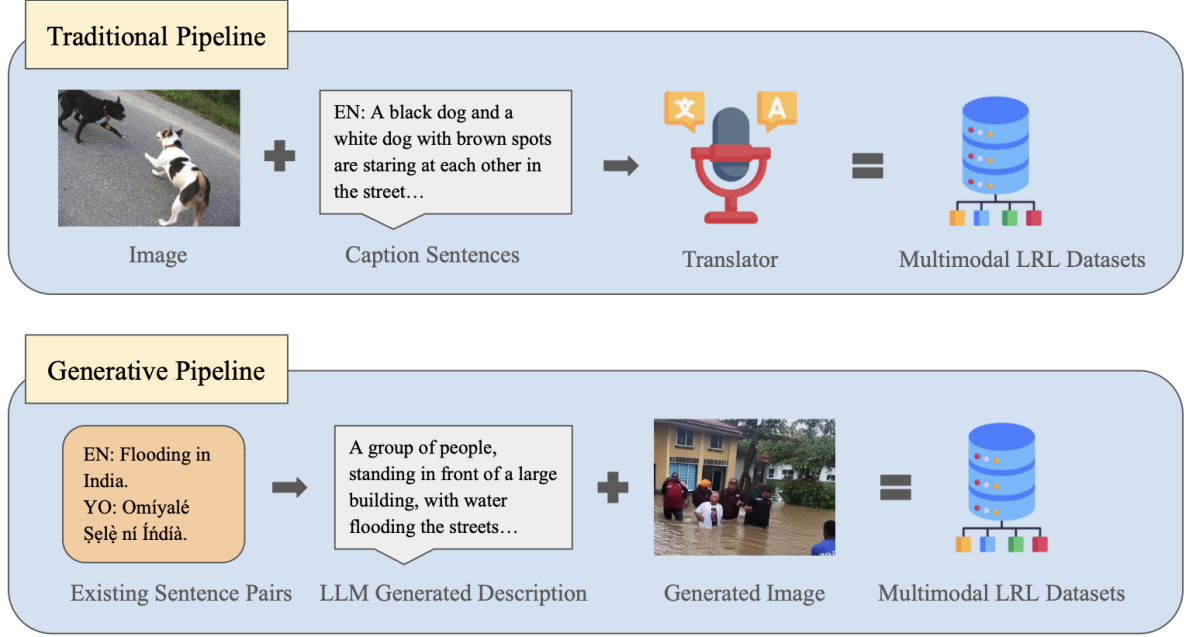 Traditional Pipeline
EN: A black dog and a
white dog with brown spots
are staring at each other in
the street…
文
A
Image
Caption Sentences
Translator
Multimodal LRL Datasets
Generative Pipeline
EN: Flooding in
India.
YO: Omíyalé
Ṣẹlẹ̀ ní Íńdíà.
A group of people,
standing in front of a large
building, with water
flooding the streets…
Existing Sentence Pairs
LLM Generated Description
Generated Image
Multimodal LRL Datasets